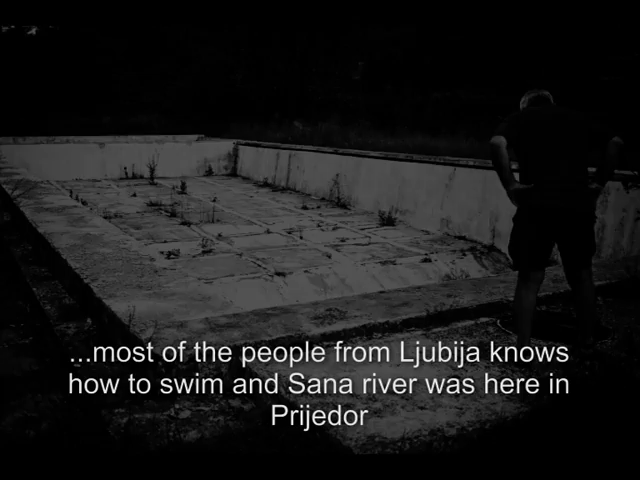 ...most of the people from Ljubija knows
how to swim and Sana river was here in
Prijedor